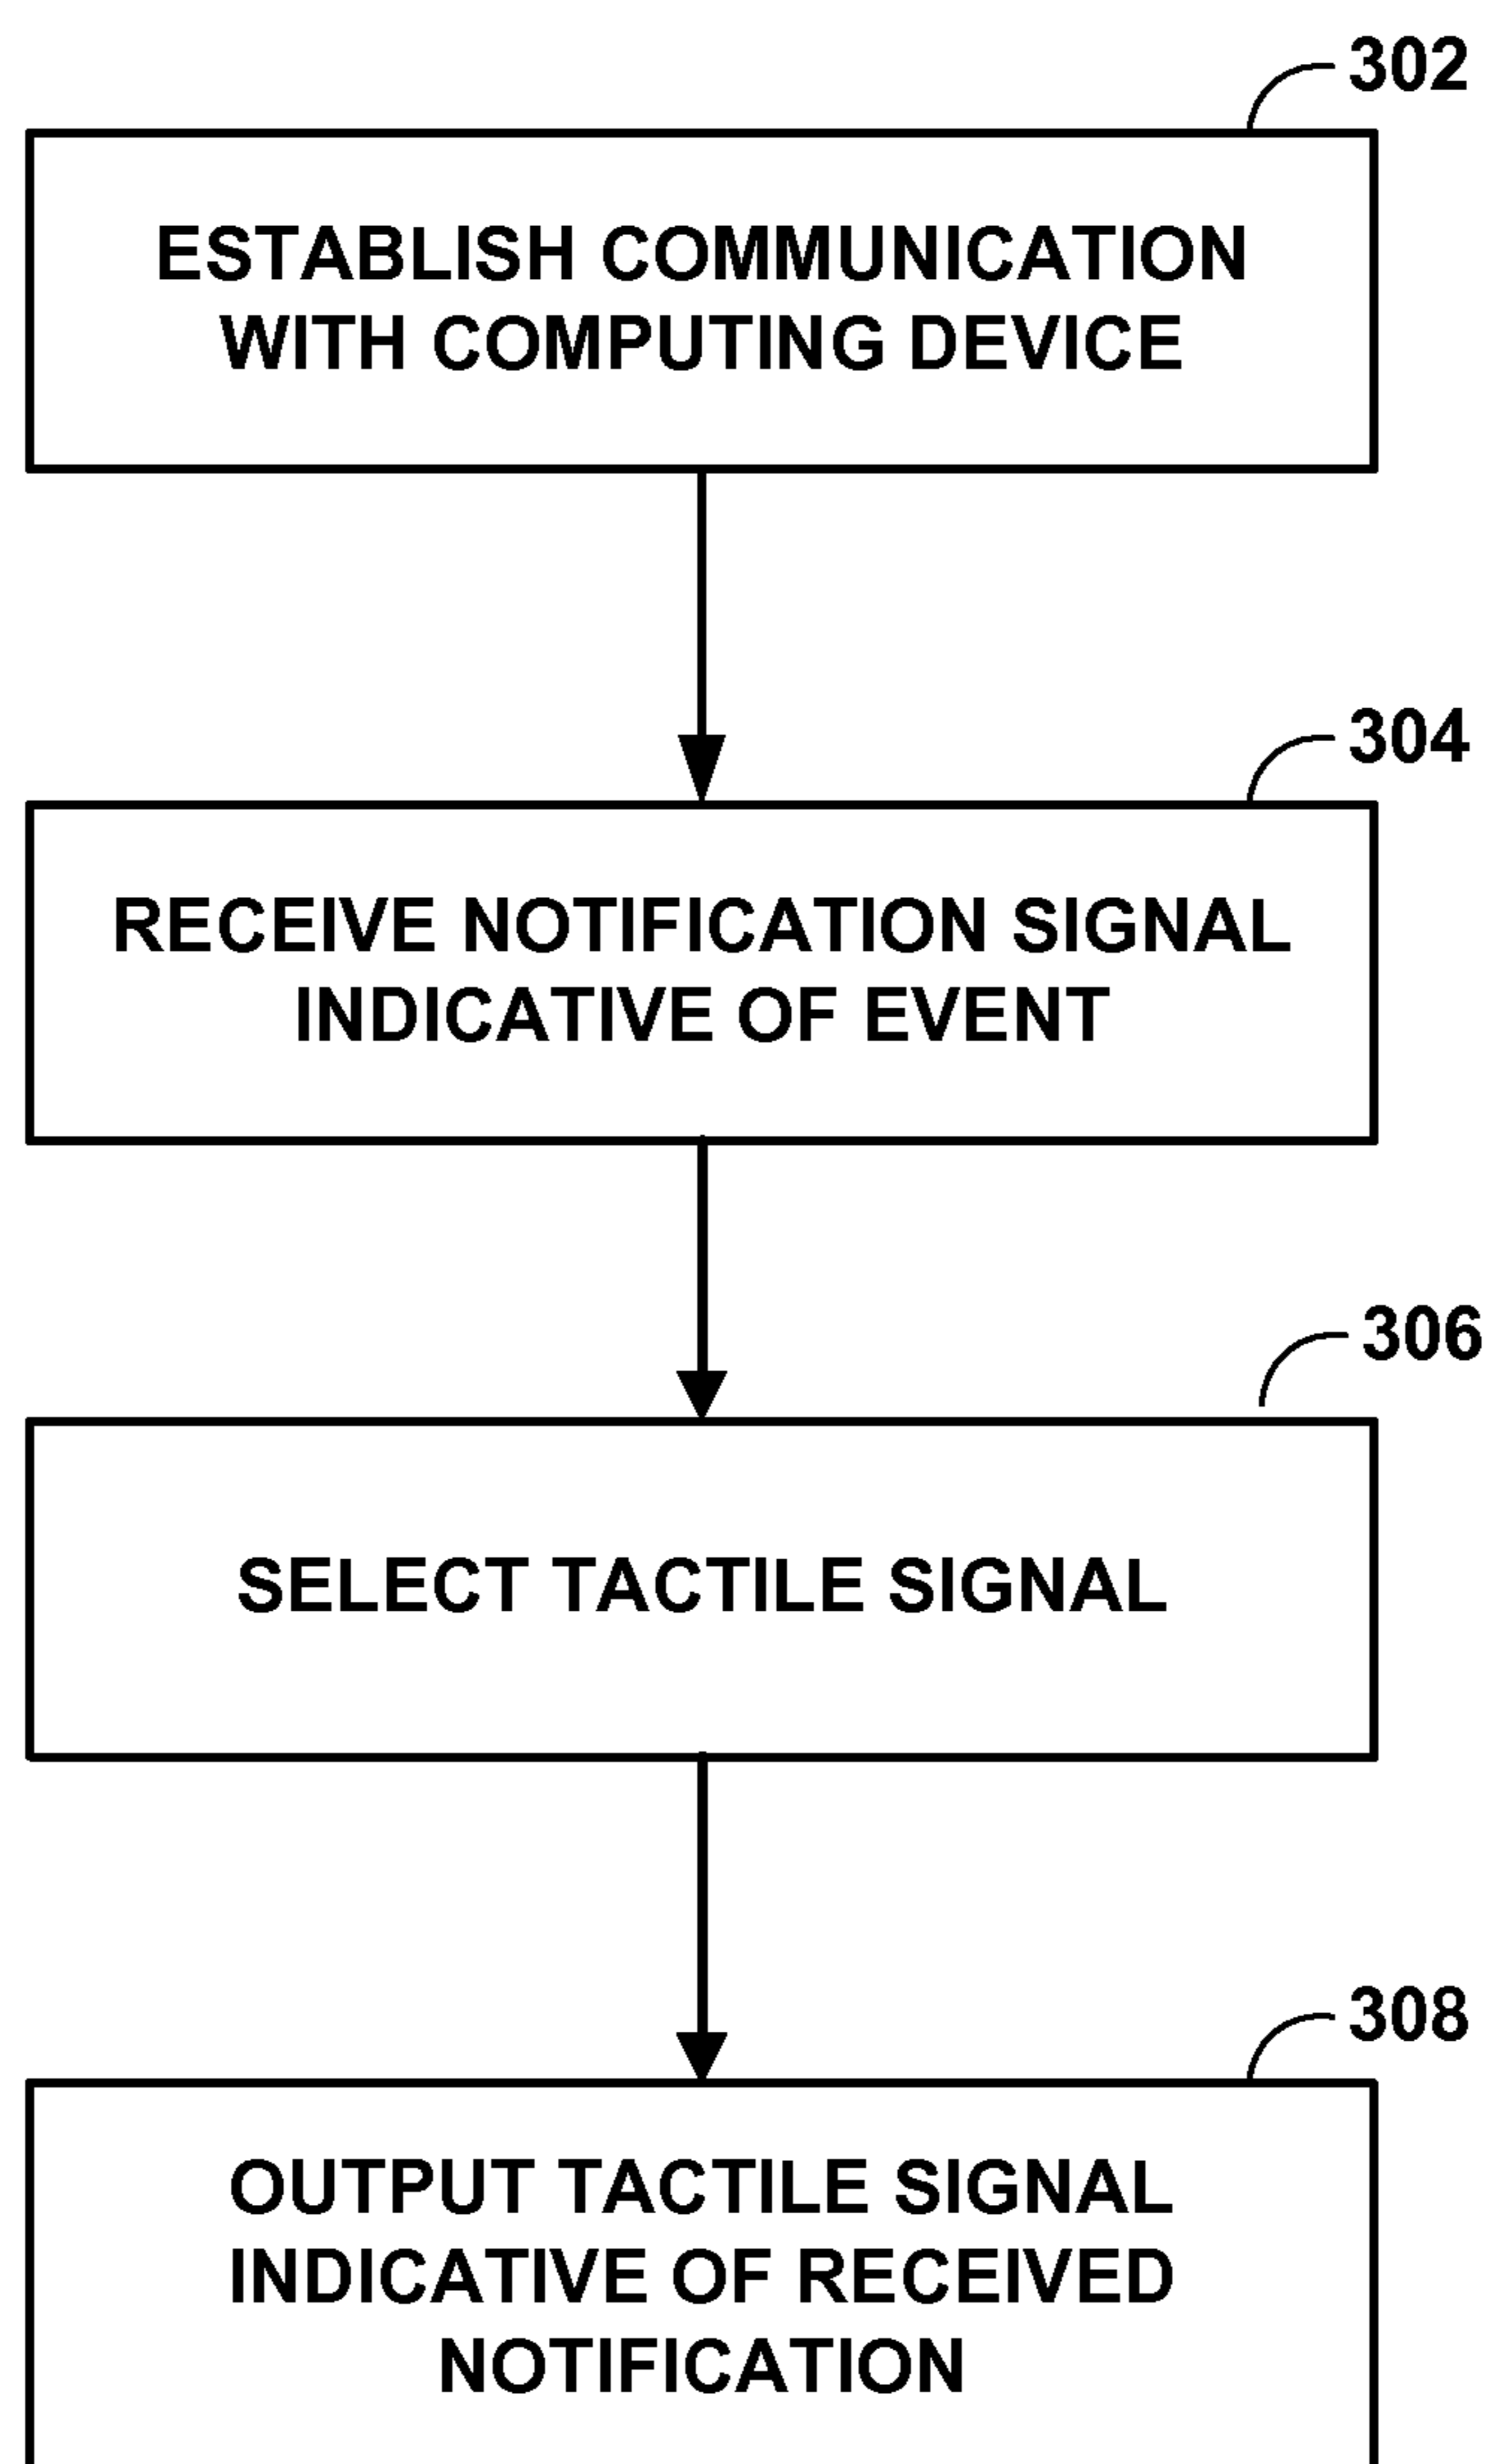 302
ESTABLISH COMMUNICATION
WITH COMPUTING DEVICE
304
RECEIVE NOTIFICATION SIGNAL
INDICATIVE OF EVENT
306
SELECT TACTILE SIGNAL
308
OUTPUT TACTILE SIGNAL
INDICATIVE OF RECEIVED
NOTIFICATION